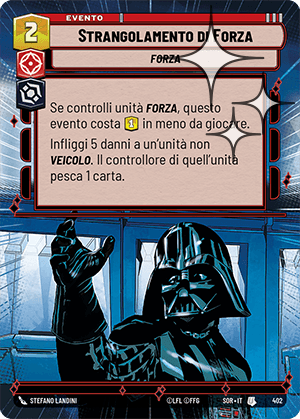 EVENTO
2
STRANGOLAMENTO DI FORZA
FORZA
Se controlli unità FORZA, questo
evento costa 1 in meno da giocare.
Infliggi 5 danni a un'unità non
VEICOLO. Il controllore di quell'unità
pesca 1 carta.
STEFANO LANDINI
©LFL ©FFG
SOR • IT
402